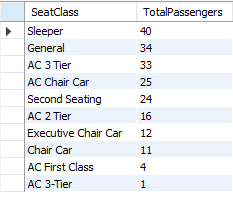 SeatClass TotalPassengers
Sleeper 40
General 34
AC 3 Tier 33
AC Chair Car 25
Second Seating 24
AC 2 Tier 16
Executive Chair Car 12
Chair Car 11
AC First Class 4
AC 3-Tier 1